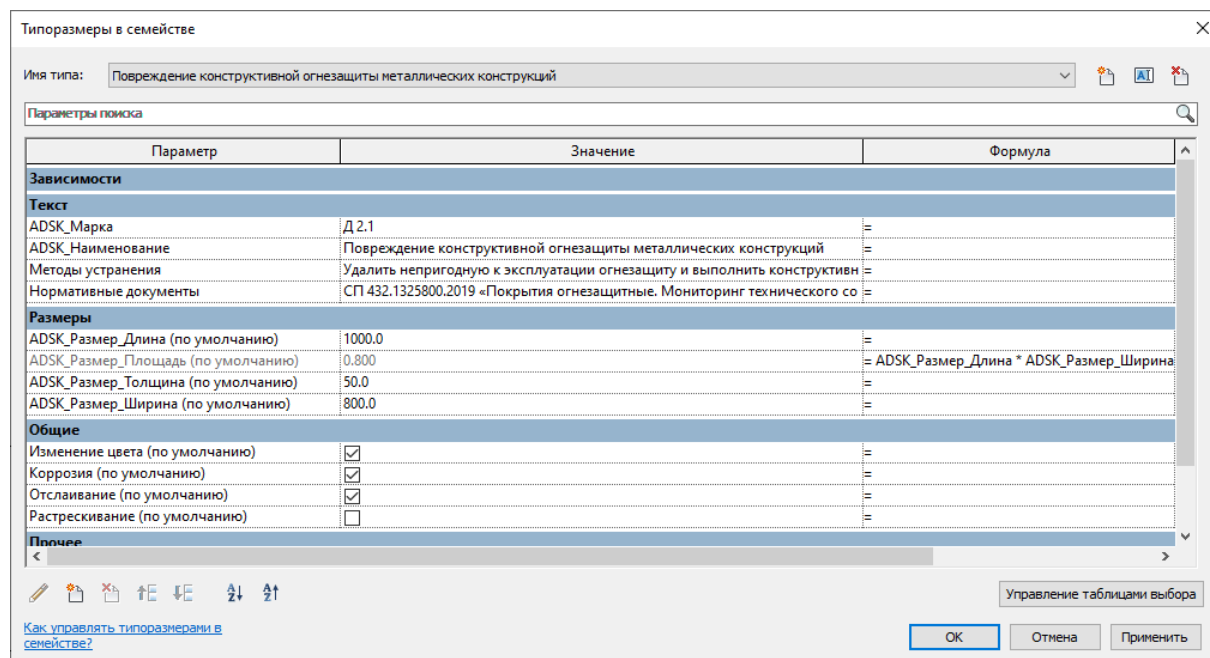 Типоразмеры в семействе
Имя типа: Повреждение конструктивной огнезащиты металлических конструкций
Параметры поиска
Параметр Значение Формула
Зависимости
Текст
ADSK_Марка Д 2.1 =
ADSK_Наименование Повреждение конструктивной огнезащиты металлических конструкций =
Методы устранения Удалить непригодную к эксплуатации огнезащиту и выполнить конструктивн =
Нормативные документы СП 432.1325800.2019 «Покрытия огнезащитные. Мониторинг технического со =
Размеры
ADSK_Размер_Длина (по умолчанию) 1000.0 =
ADSK_Размер_Площадь (по умолчанию) 0.800 = ADSK_Размер_Длина * ADSK_Размер_Ширина
ADSK_Размер_Толщина (по умолчанию) 50.0 =
ADSK_Размер_Ширина (по умолчанию) 800.0 =
Общие
Изменение цвета (по умолчанию) =
Коррозия (по умолчанию) =
Отслаивание (по умолчанию) =
Растрескивание (по умолчанию) =
Прочее
Управление таблицами выбора
Как управлять типоразмерами в
семействе?
OK Отмена Применить